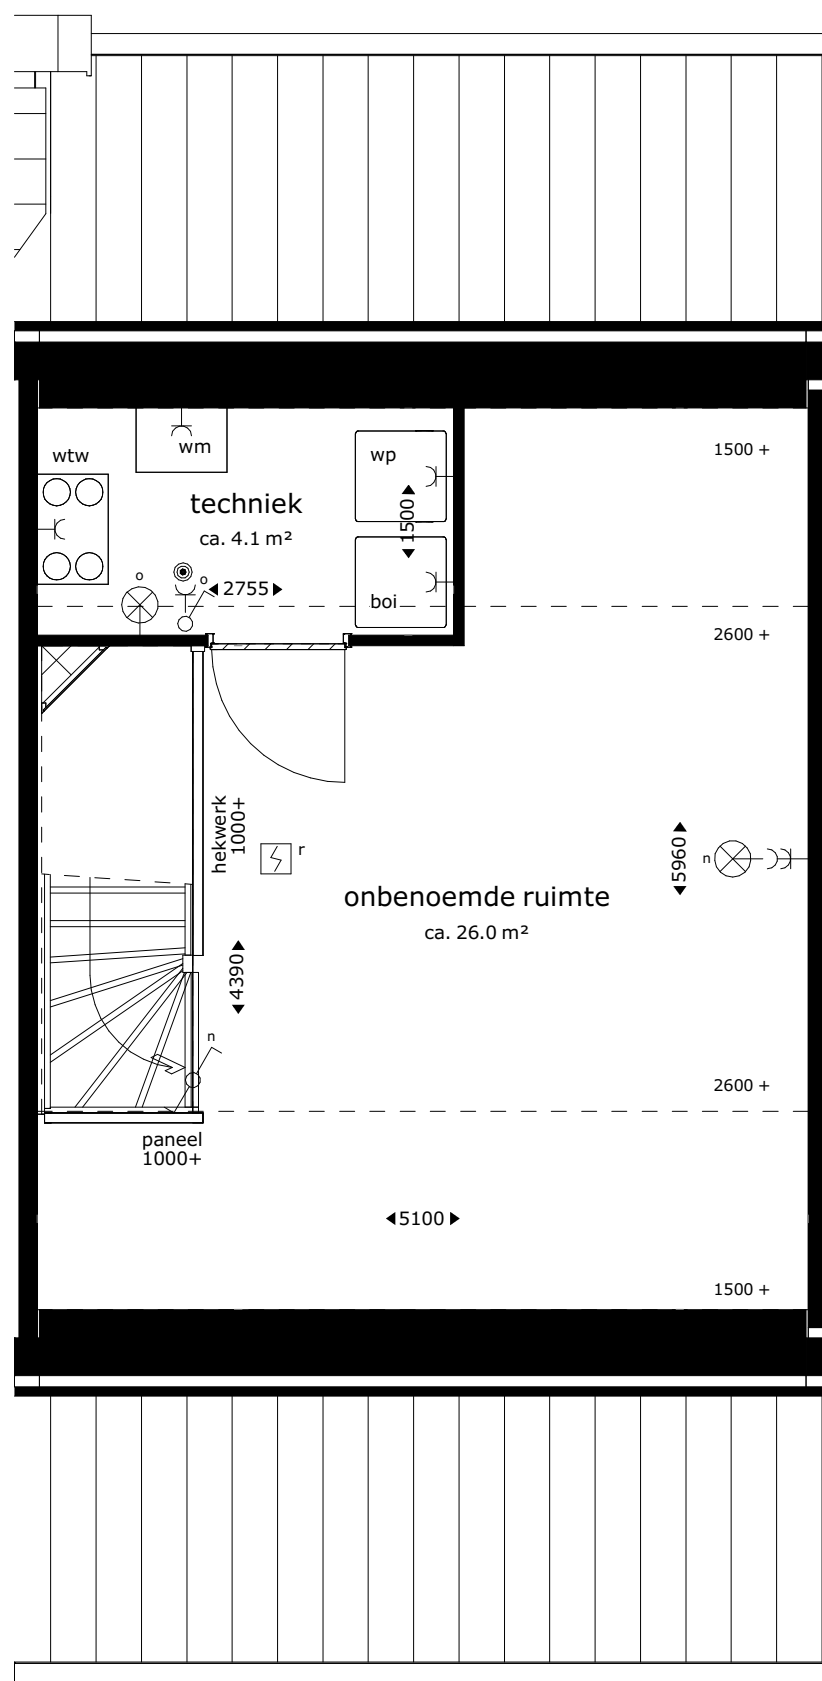 wtw
wm
wp
1500 +
techniek
ca. 4.1 m²
1500
o
o
2755
boi
2600 +
hekwerk
1000+
r
5960
n
onbenoemde ruimte
ca. 26.0 m²
4390
n
2600 +
paneel
1000+
5100
1500 +